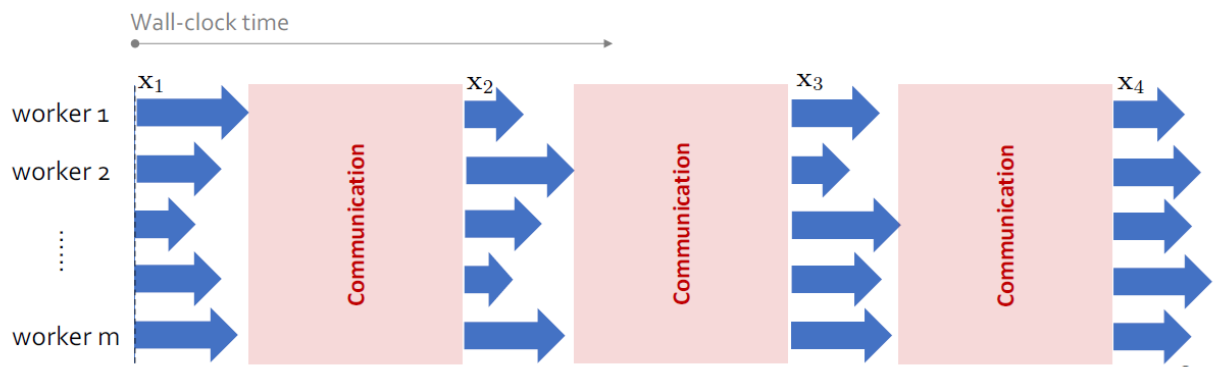 Wall-clock time
x₁
x₂
x₃
x₄
worker 1
worker 2
......
worker m
Communication
Communication
Communication